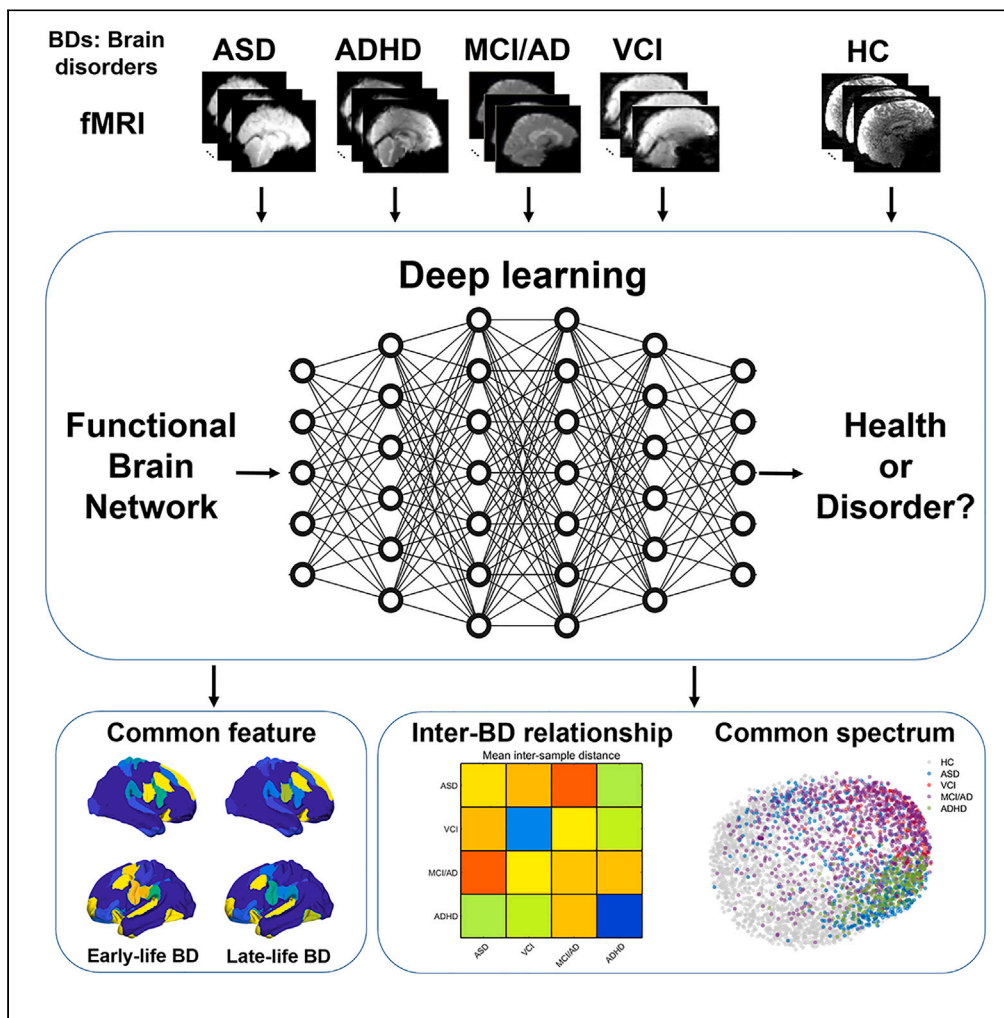 BDs: Brain
disorders
ASD
ADHD
MCI/AD
VCI
HC
fMRI
Deep learning
Functional
Brain
Network
Health
or
Disorder?
Common feature
Early-life BD
Late-life BD
Inter-BD relationship
Mean inter-sample distance
ASD
VCI
MCI/AD
ADHD
ASD
VCI
MCI/AD
ADHD
Common spectrum
HC
ASD
VCI
MCI/AD
ADHD